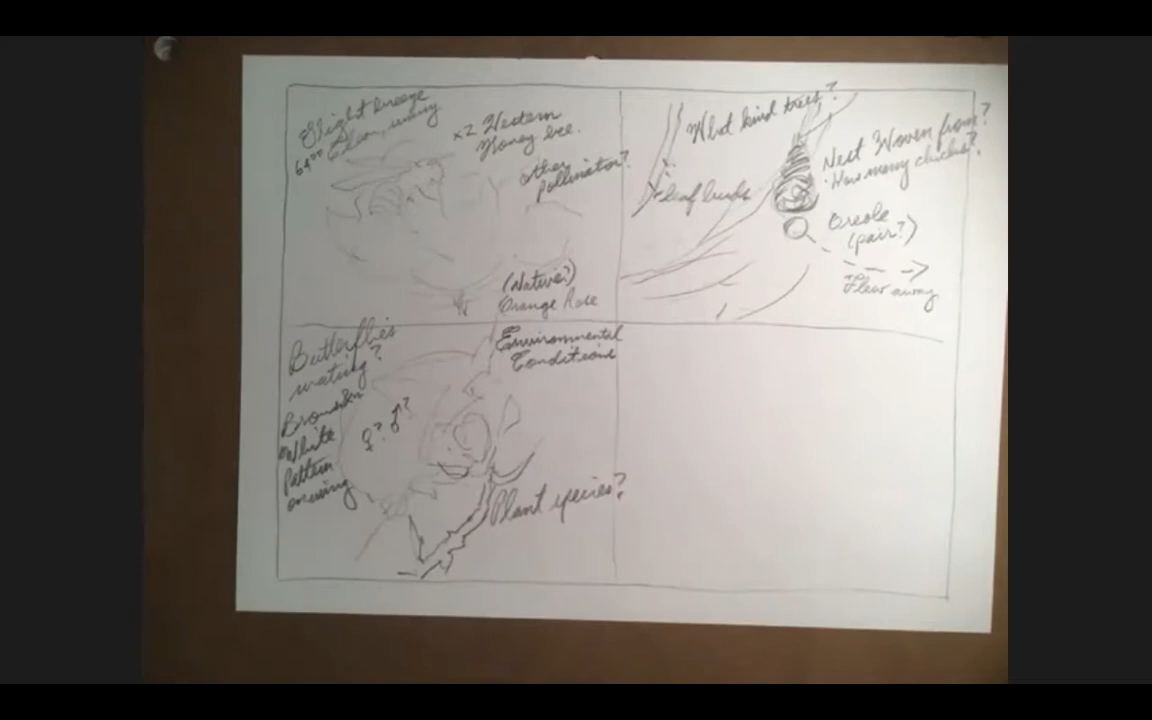 Slight breeze
64° Clear, sunny
x2 Western
Honey bee.
other
pollinator?
(Native?)
Orange Rose
What kind trees?
leaf buds
Nest Woven from?
How many chicks?
Oreole
(pair?)
Flew away
Butterflies
mating?
Brown
White
Pattern
on wing
♀? ♂?
Environmental
Conditions
Plant species?